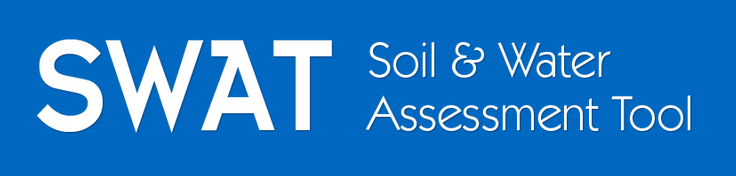 SWAT
Soil & Water
Assessment Tool